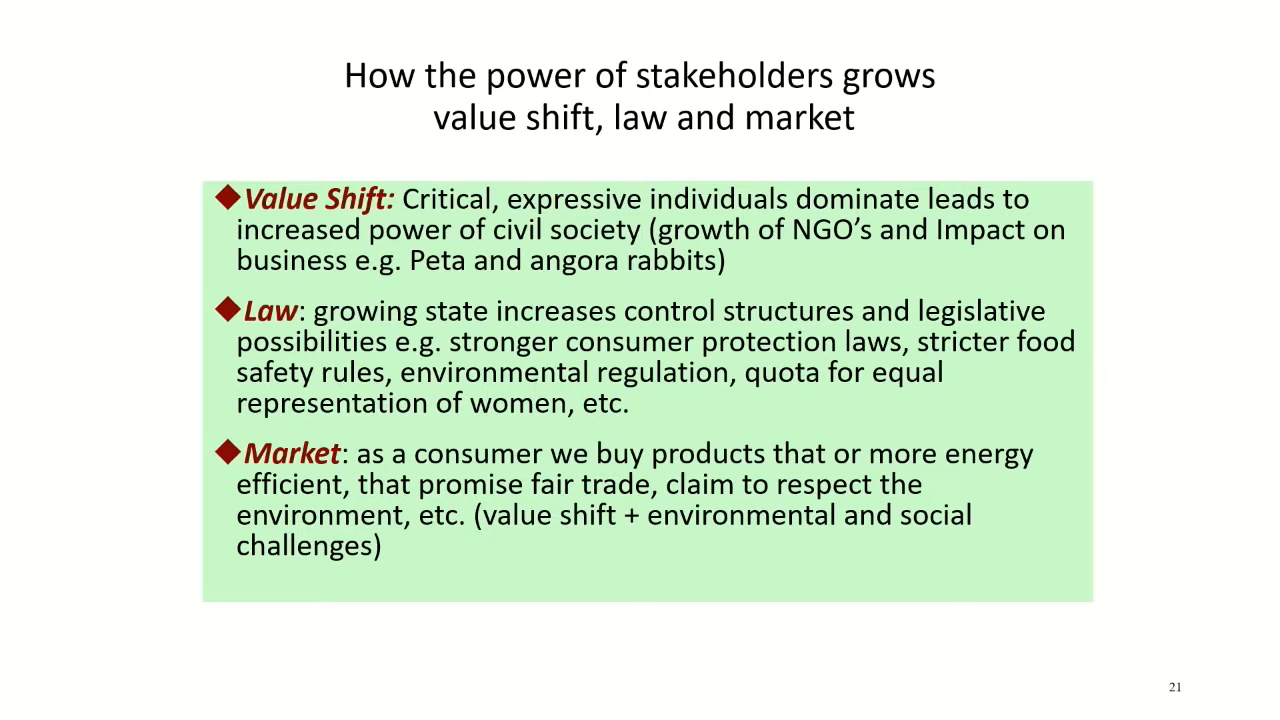 How the power of stakeholders grows
value shift, law and market
◆Value Shift: Critical, expressive individuals dominate leads to
increased power of civil society (growth of NGO’s and Impact on
business e.g. Peta and angora rabbits)
◆Law: growing state increases control structures and legislative
possibilities e.g. stronger consumer protection laws, stricter food
safety rules, environmental regulation, quota for equal
representation of women, etc.
◆Market: as a consumer we buy products that or more energy
efficient, that promise fair trade, claim to respect the
environment, etc. (value shift + environmental and social
challenges)
21